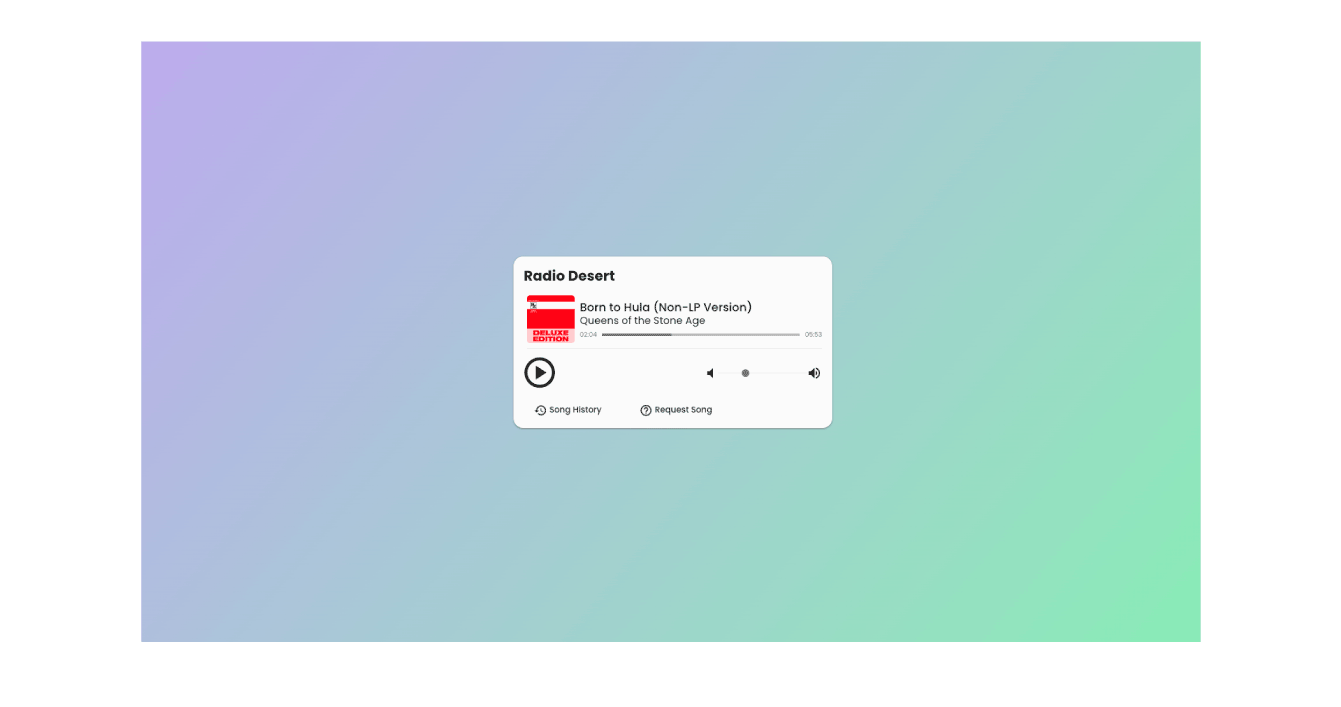 Radio Desert
Born to Hula (Non-LP Version)
Queens of the Stone Age
02:04 05:53
DELUXE
EDITION
Song History
Request Song